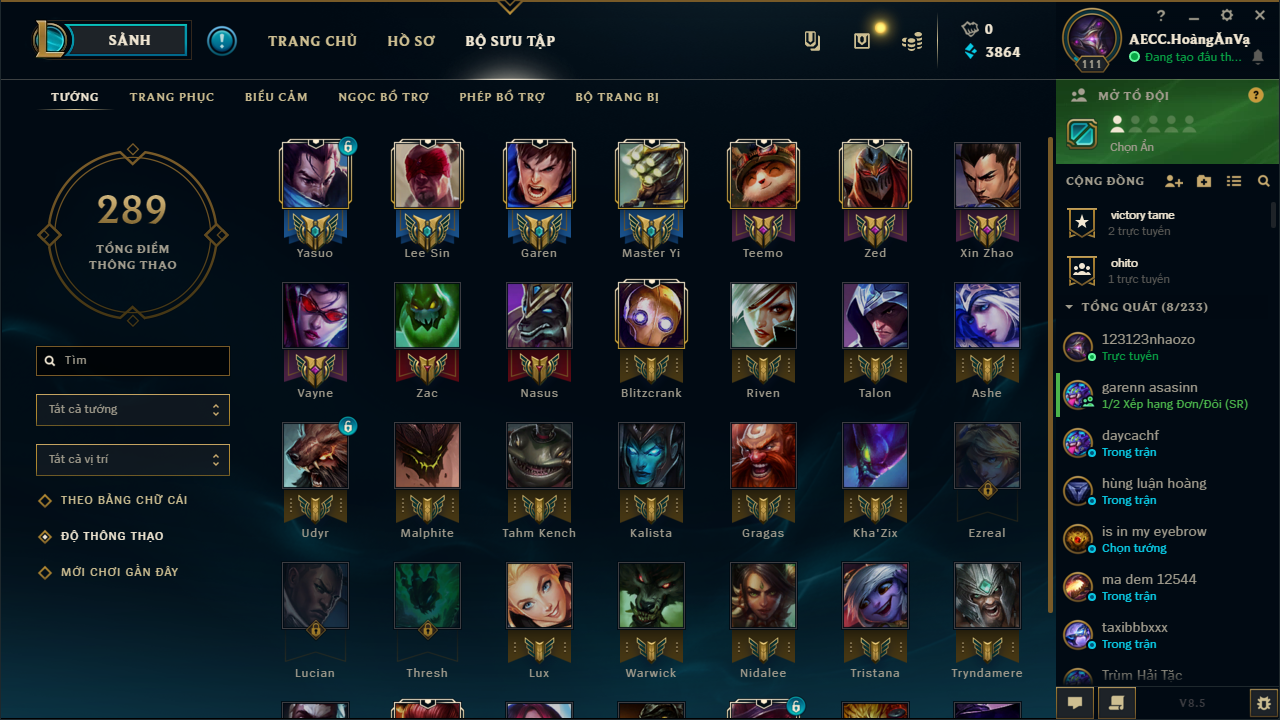 SẢNH
TRANG CHỦ
HỒ SƠ
BỘ SƯU TẬP
0
3864
?
111
AECC.HoàngĂnVạ
Đang tạo đấu th...
TƯỚNG
TRANG PHỤC
BIỂU CẢM
NGỌC BỔ TRỢ
PHÉP BỔ TRỢ
BỘ TRANG BỊ
289
TỔNG ĐIỂM
THÔNG THẠO
Tìm
Tất cả tướng
Tất cả vị trí
THEO BẢNG CHỮ CÁI
ĐỘ THÔNG THẠO
MỚI CHƠI GẦN ĐÂY
6
Yasuo
Lee Sin
Garen
Master Yi
Teemo
Zed
Xin Zhao
Vayne
Zac
Nasus
Blitzcrank
Riven
Talon
Ashe
6
Udyr
Malphite
Tahm Kench
Kalista
Gragas
Kha'Zix
Ezreal
Lucian
Thresh
Lux
Warwick
Nidalee
Tristana
Tryndamere
6
MỞ TỔ ĐỘI
?
Chọn Ẩn
CỘNG ĐỒNG
victory tame
2 trực tuyến
ohito
1 trực tuyến
TỔNG QUÁT (8/233)
123123nhaozo
Trực tuyến
garenn asasinn
1/2 Xếp hạng Đơn/Đôi (SR)
daycachf
Trong trận
hùng luận hoàng
Trong trận
is in my eyebrow
Chọn tướng
ma dem 12544
Trong trận
taxibbbxxx
Trong trận
Trùm Hải Tặc
V8.5